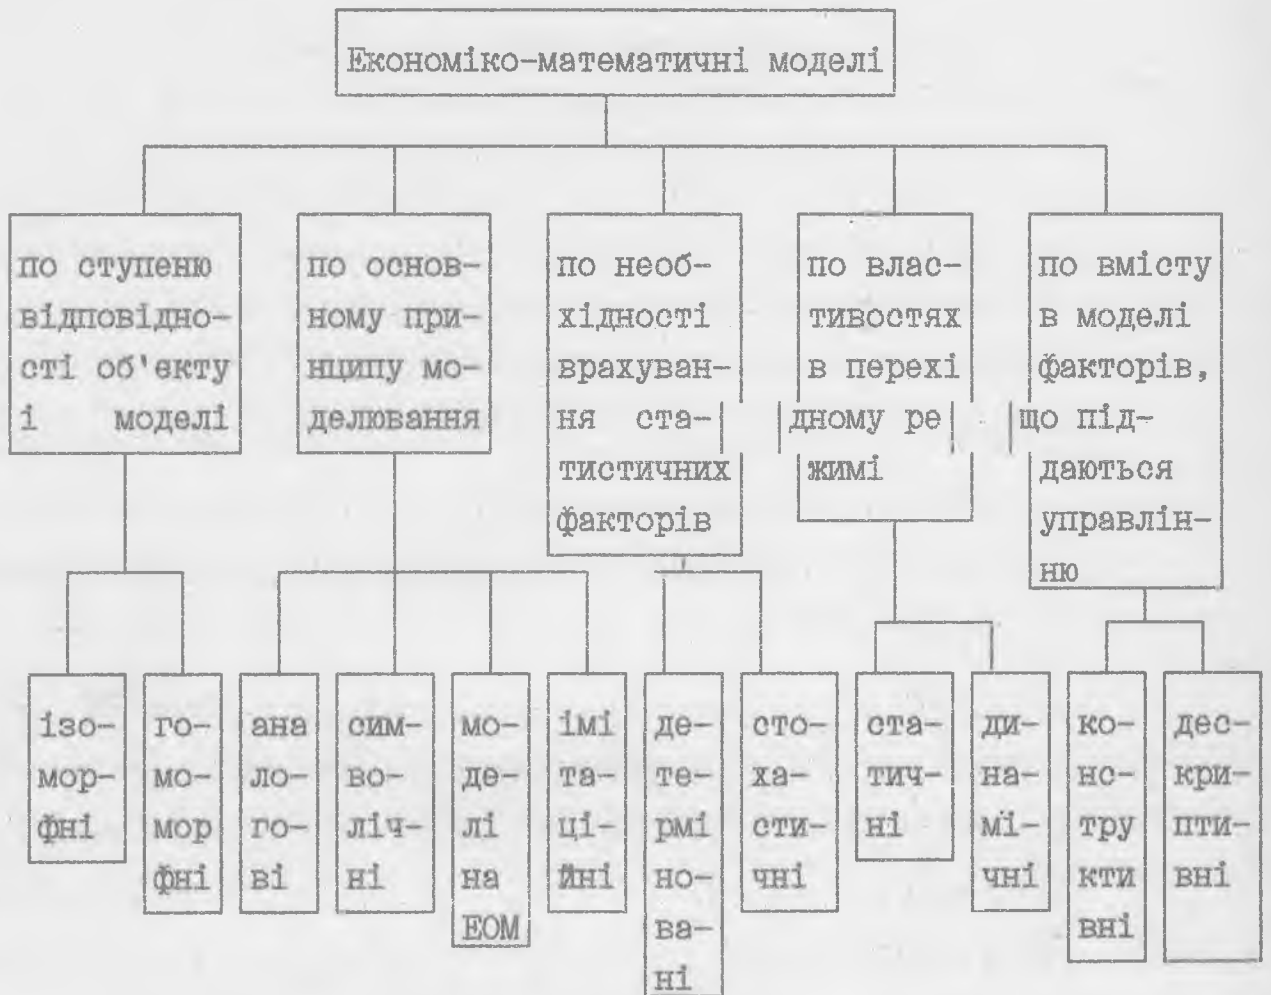 Економіко-математичні моделі
по ступеню
відповідно-
сті об'екту
і моделі
по основ-
ному при-
нципу мо-
делювання
по необ-
хідності
врахуван-
ня ста-
тистичних
факторів
по влас-
тивостях
в перехі
дному ре
жимі
по вмісту
в моделі
факторів,
що під-
даються
управлін-
ню
ізо-
мор-
фні
го-
мо-
мор
фні
ана
ло-
го-
ві
сим-
во-
ліч-
ні
мо-
де-
лі
на
ЕОМ
імі
та-
ці-
йні
де-
те-
рмі
но-
ва-
ні
сто-
ха-
сти-
чні
ста-
тич-
ні
ди-
на-
мі-
чні
ко-
нс-
тру
кти
вні
дес-
кри-
пти-
вні